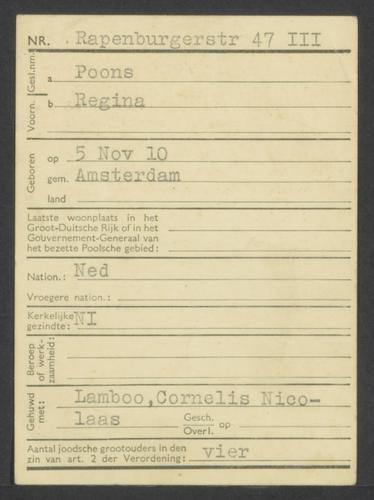 NR. Rapenburgerstr 47 III
Gesl.nm. a Poons
Voorn. b Regina
Geboren op 5 Nov 10
gem. Amsterdam
land
Laatste woonplaats in het
Groot-Duitsche Rijk of in het
Gouvernement-Generaal van
het bezette Poolsche gebied:
Nation.: Ned
Vroegere nation.:
Kerkelijke gezindte: NI
Beroep of werkzaamheid:
Gehuwd met: Lamboo, Cornelis Nico-
laas Gesch. Overl. op
Aantal joodsche grootouders in den
zin van art. 2 der Verordening: vier